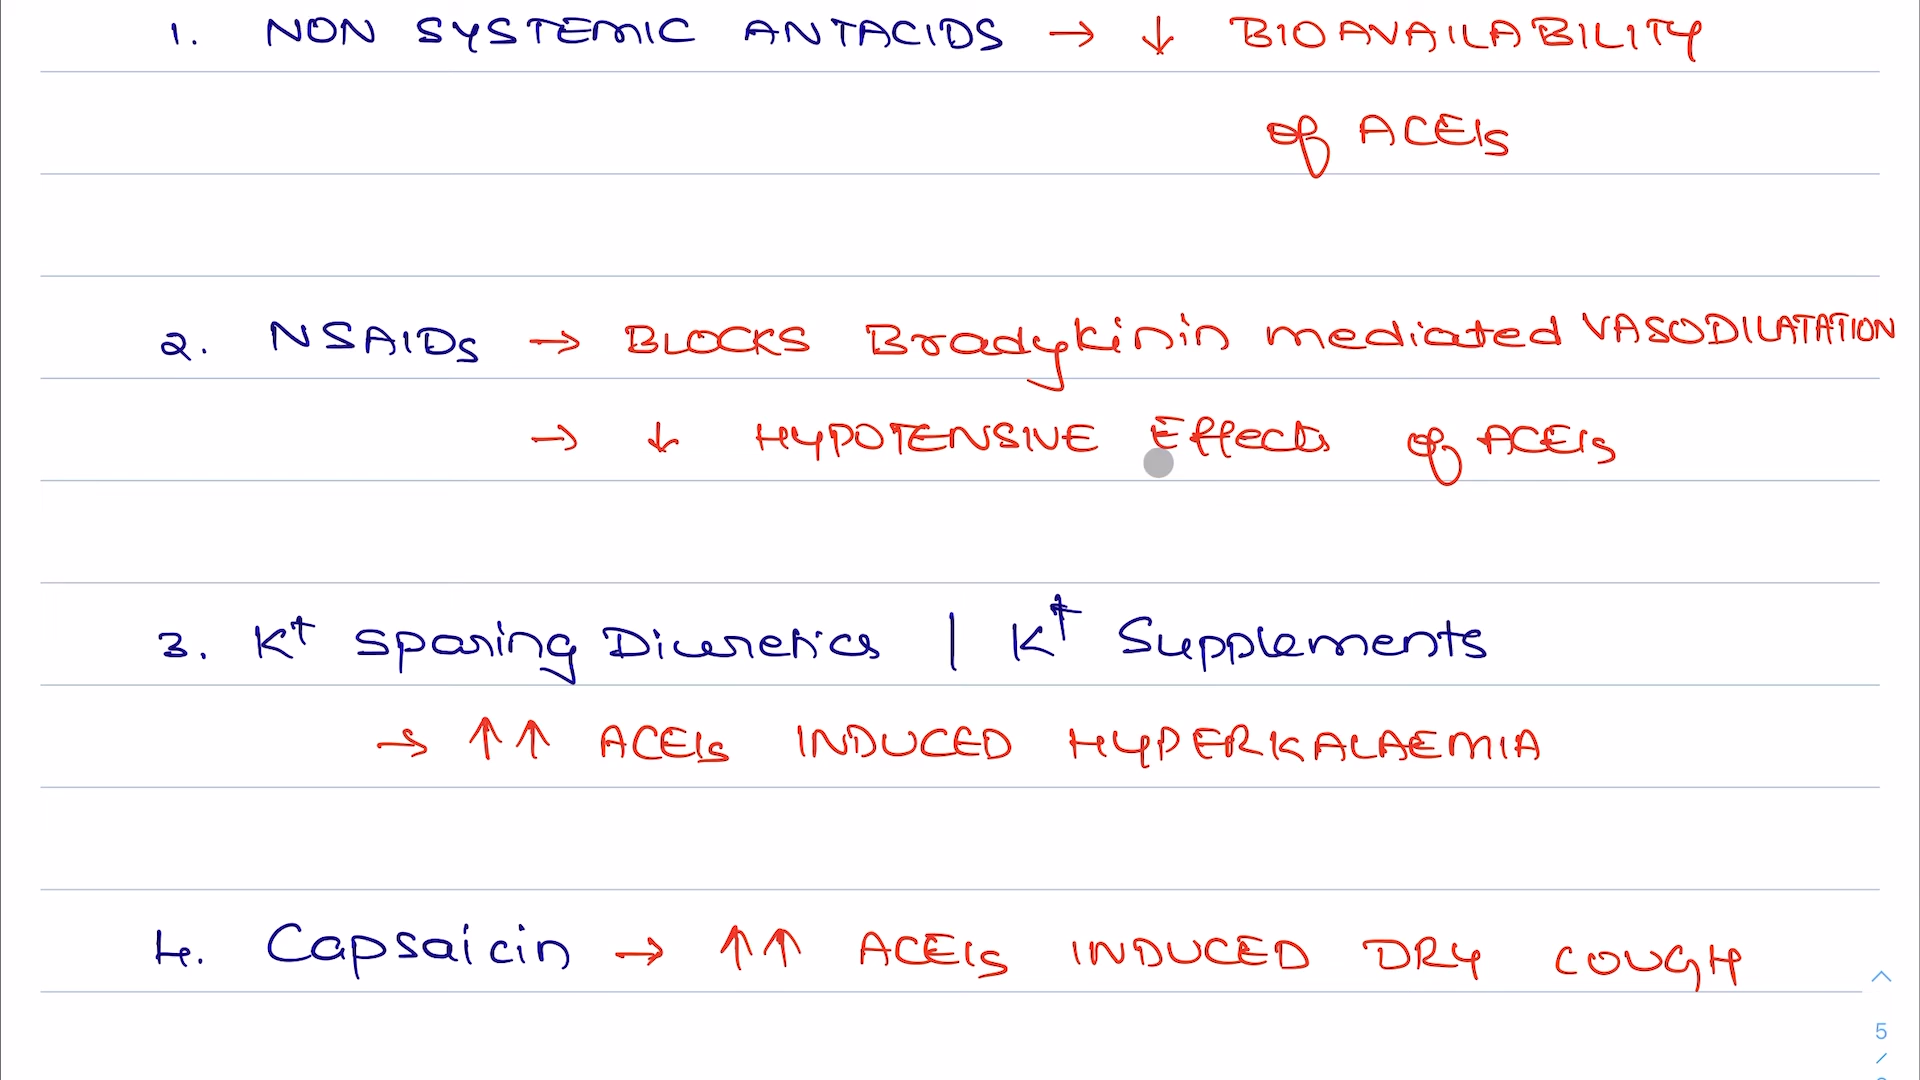 1. NON SYSTEMIC ANTACIDS → ↓ BIOAVAILABILITY
of ACEIs
2. NSAIDs → BLOCKS Bradykinin mediated VASODILATATION
→ ↓ HYPOTENSIVE Effects of ACEIs
3. K+ Sparing Diuretics | K+ Supplements
→ ↑↑ ACEIs INDUCED HYPERKALAEMIA
4. Capsaicin → ↑↑ ACEIs INDUCED DRY COUGH
5
/